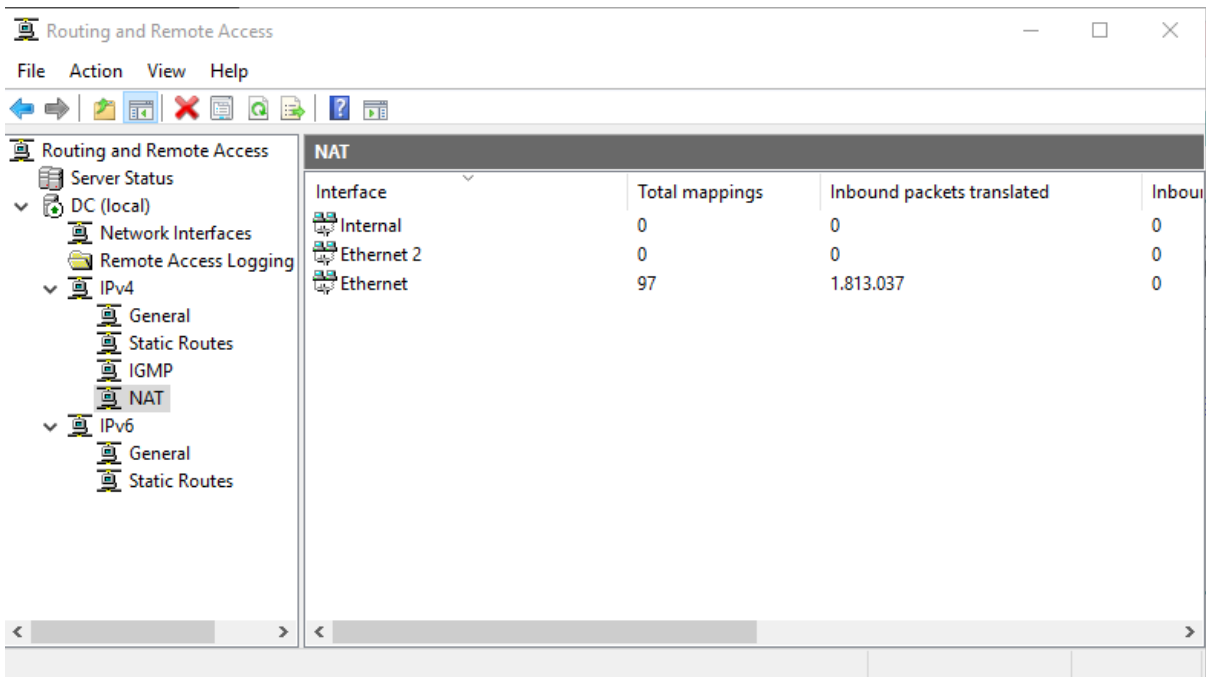 Routing and Remote Access
File Action View Help
Routing and Remote Access
Server Status
DC (local)
Network Interfaces
Remote Access Logging
IPv4
General
Static Routes
IGMP
NAT
IPv6
General
Static Routes
NAT
Interface Total mappings Inbound packets translated Inbour
Internal 0 0 0
Ethernet 2 0 0 0
Ethernet 97 1.813.037 0